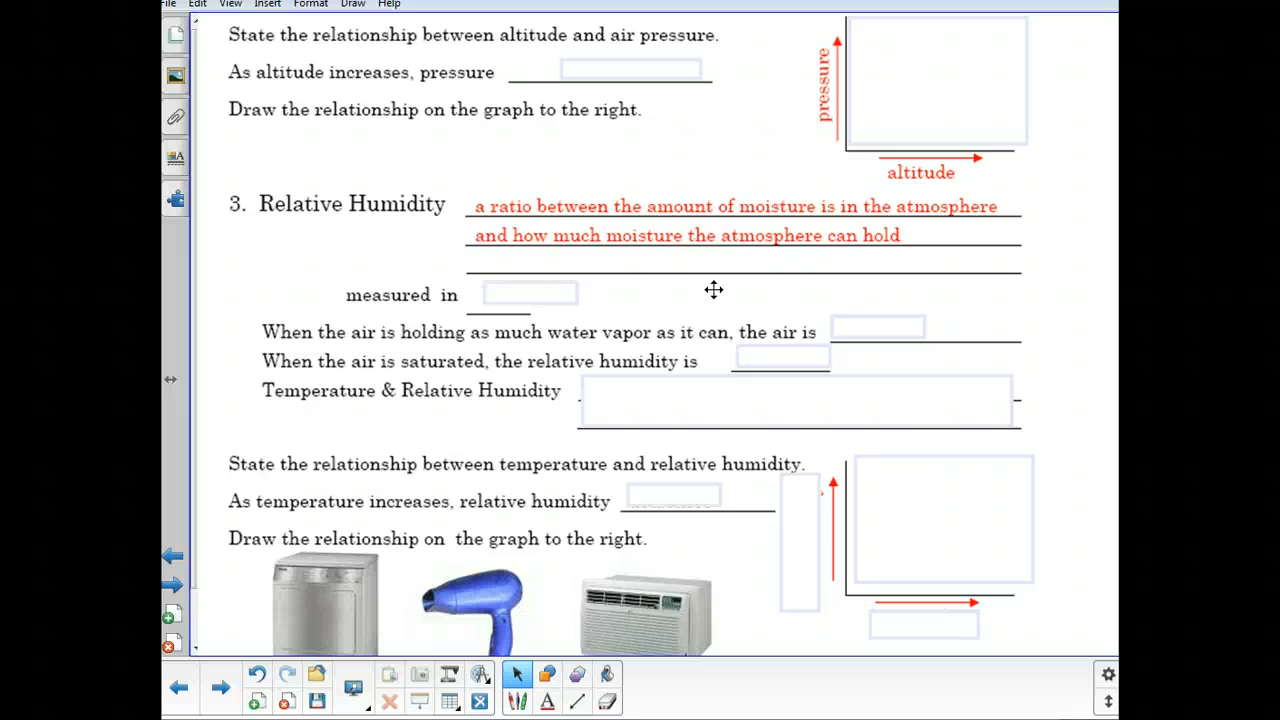 File Edit View Insert Format Draw Help
State the relationship between altitude and air pressure.
As altitude increases, pressure
Draw the relationship on the graph to the right.
pressure
altitude
3. Relative Humidity a ratio between the amount of moisture is in the atmosphere
and how much moisture the atmosphere can hold
measured in
When the air is holding as much water vapor as it can, the air is
When the air is saturated, the relative humidity is
Temperature & Relative Humidity
State the relationship between temperature and relative humidity.
As temperature increases, relative humidity
Draw the relationship on the graph to the right.